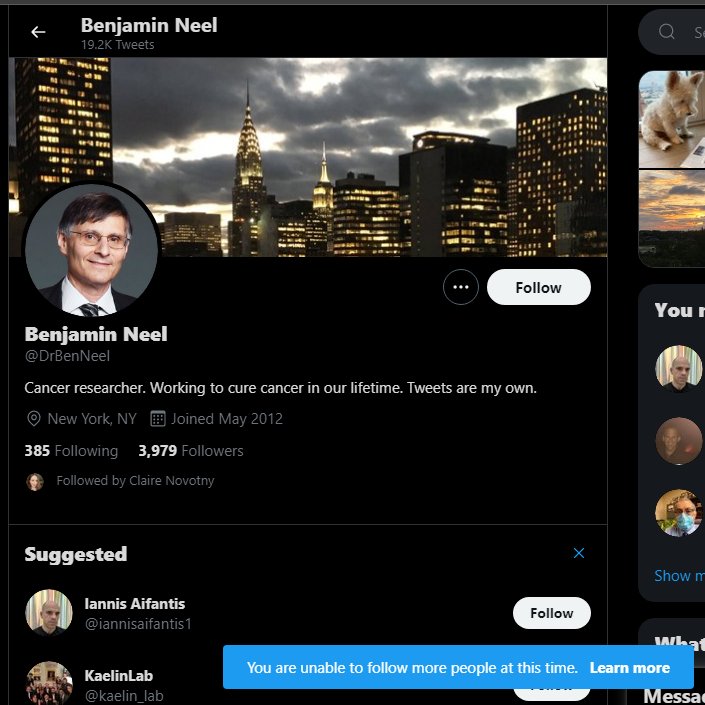 Benjamin Neel
19.2K Tweets
Follow
Benjamin Neel
@DrBenNeel
Cancer researcher. Working to cure cancer in our lifetime. Tweets are my own.
New York, NY Joined May 2012
385 Following 3,979 Followers
Followed by Claire Novotny
Suggested
Iannis Aifantis
@iannisaifantis1
Follow
KaelinLab
@kaelin_lab
You are unable to follow more people at this time. Learn more
You
Show